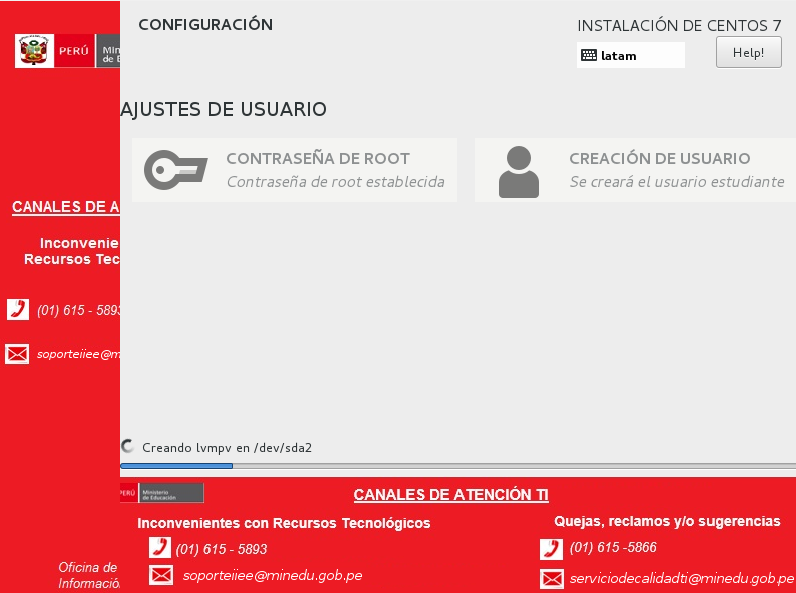 CONFIGURACIÓN
INSTALACIÓN DE CENTOS 7
latam
Help!
PERÚ
AJUSTES DE USUARIO
CONTRASEÑA DE ROOT
Contraseña de root establecida
CREACIÓN DE USUARIO
Se creará el usuario estudiante
CANALES DE A
Inconvenie
Recursos Tec
(01) 615 - 5893
soporteiiee@m
Creando lvmpv en /dev/sda2
PERÚ
Ministerio
de Educación
CANALES DE ATENCIÓN TI
Inconvenientes con Recursos Tecnológicos
(01) 615 - 5893
soporteiiee@minedu.gob.pe
Quejas, reclamos y/o sugerencias
(01) 615 -5866
serviciodecalidadti@minedu.gob.pe
Oficina de
Informació